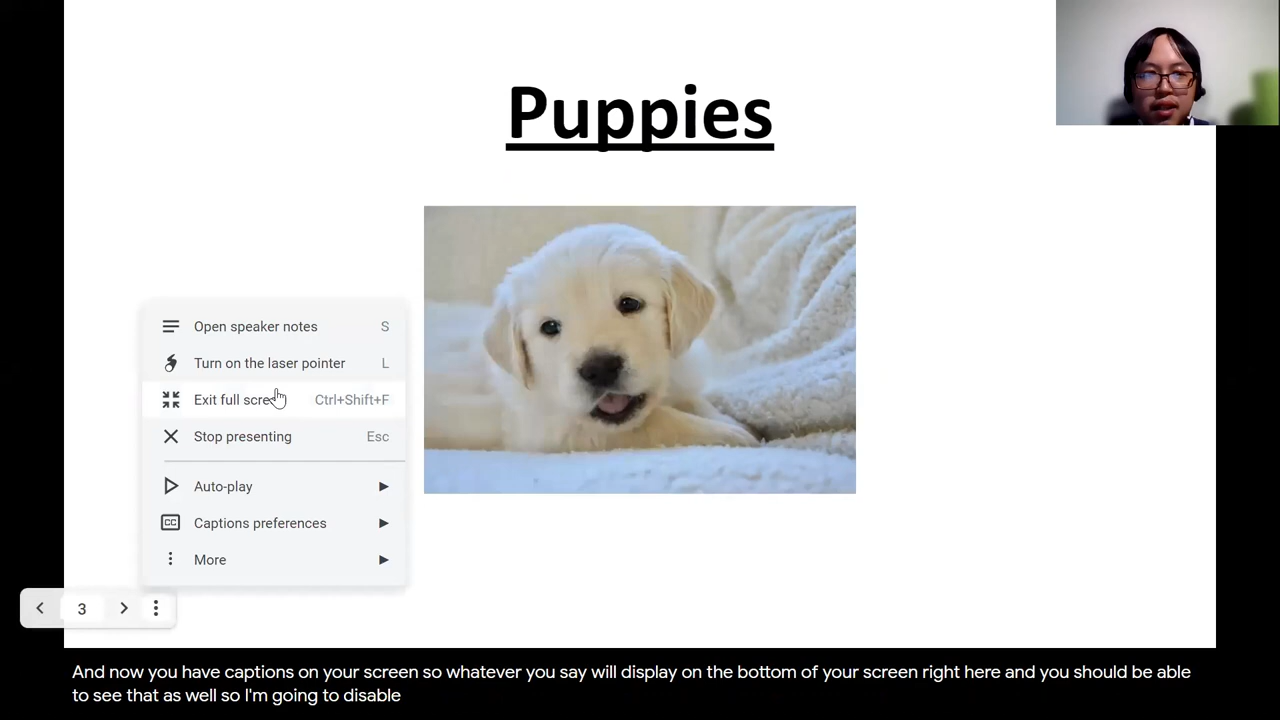 Puppies
Open speaker notes S
Turn on the laser pointer L
Exit full screen Ctrl+Shift+F
Stop presenting Esc
Auto-play
CC Captions preferences
More
3
And now you have captions on your screen so whatever you say will display on the bottom of your screen right here and you should be able
to see that as well so I'm going to disable